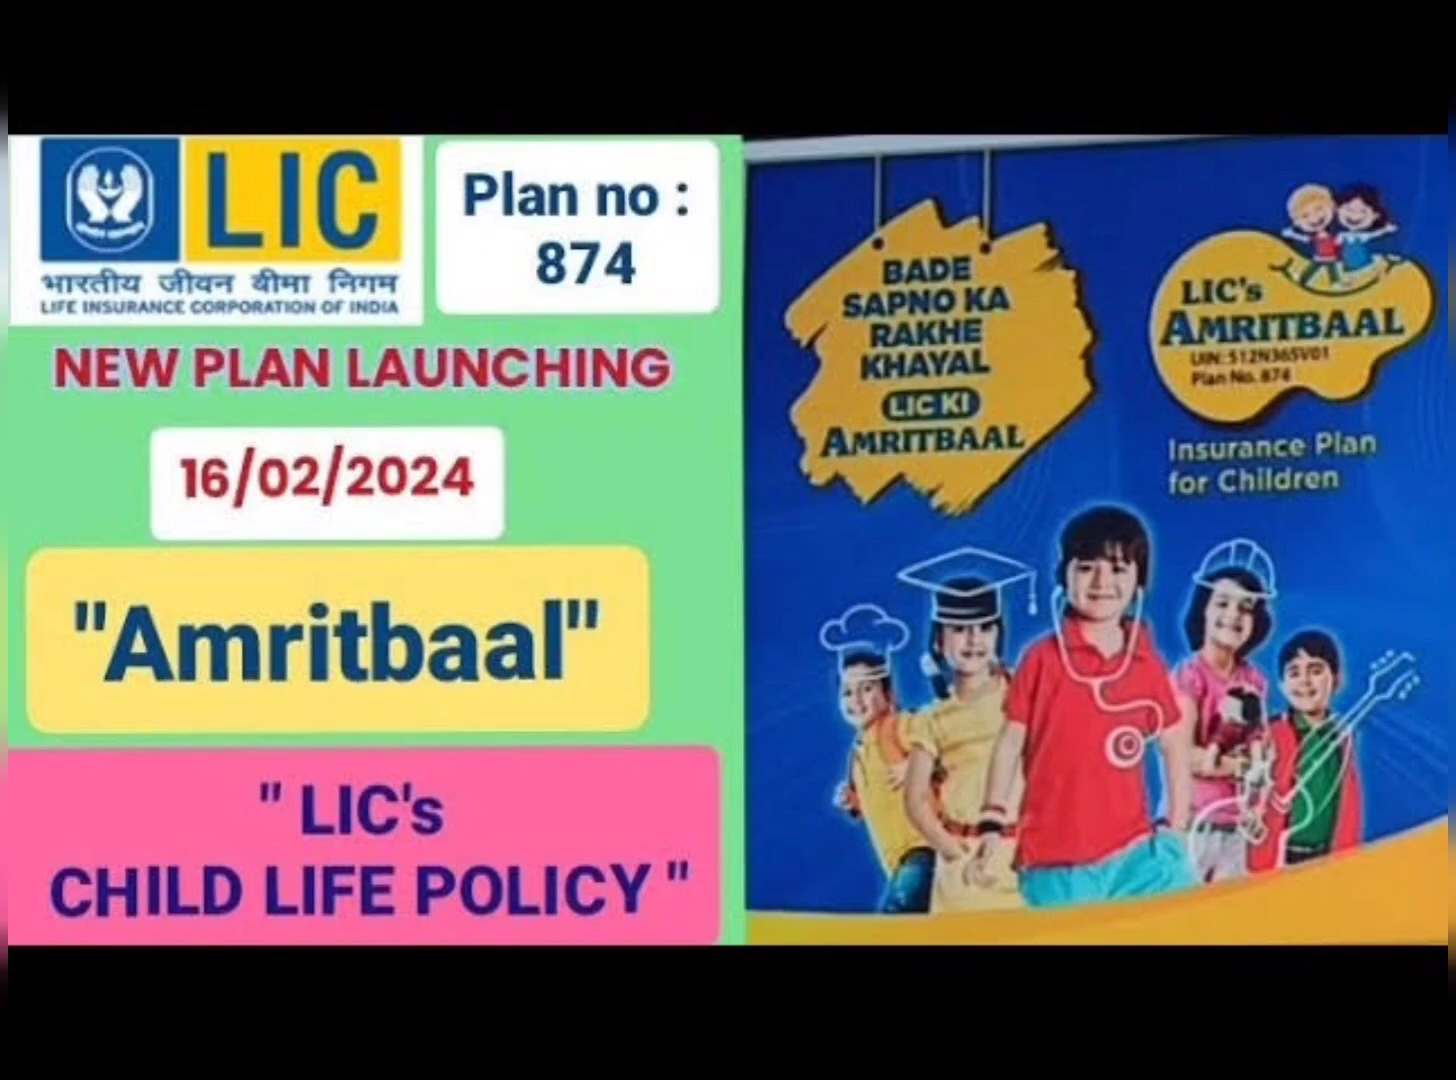 LIC
भारतीय जीवन बीमा निगम
LIFE INSURANCE CORPORATION OF INDIA
Plan no :
874
NEW PLAN LAUNCHING
16/02/2024
"Amritbaal"
" LIC's
CHILD LIFE POLICY "
BADE
SAPNO KA
RAKHE
KHAYAL
LIC KI
AMRITBAAL
LIC's
AMRITBAAL
UIN: 512N365V01
Plan No. 874
Insurance Plan
for Children